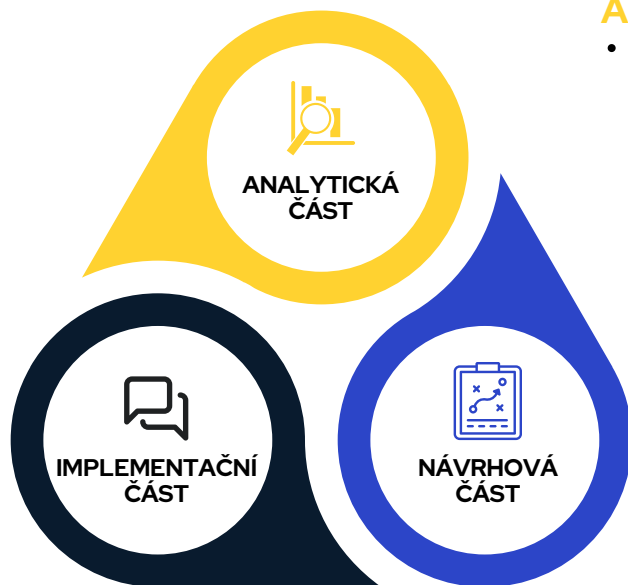 A
ANALYTICKÁ
ČÁST
IMPLEMENTAČNÍ
ČÁST
NÁVRHOVÁ
ČÁST